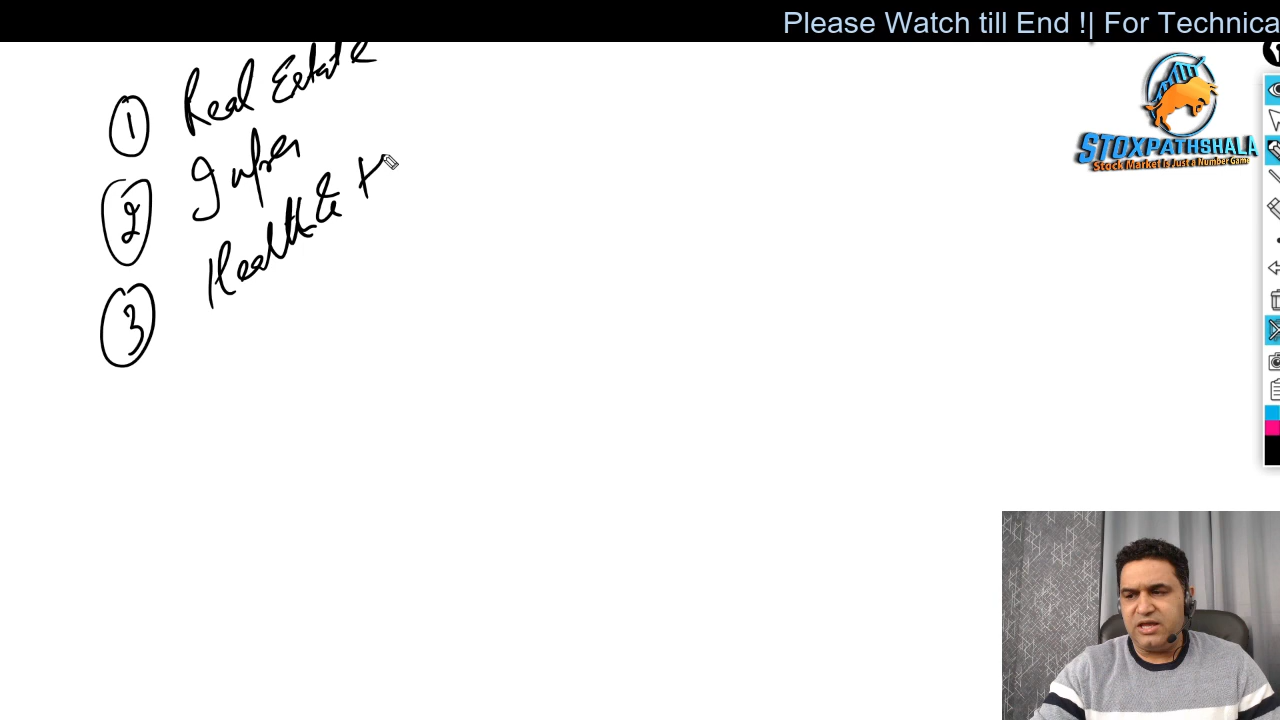 Please Watch till End !| For Technica
① Real Estate
② Infra
③ Health &
STOXPATHSHALA
Stock Market is Just a Number Game